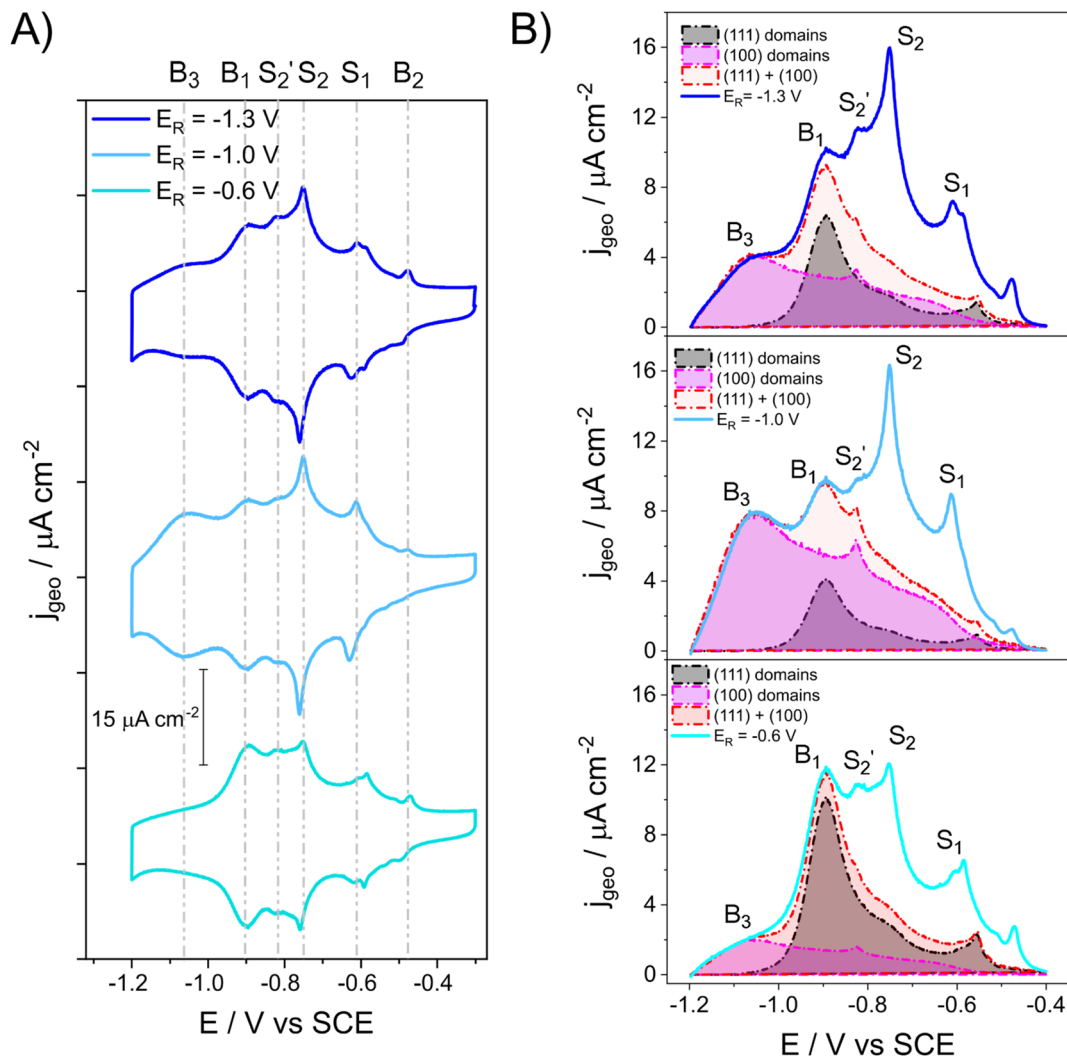 A)
B₃ B₁ S₂' S₂ S₁ B₂
E_R = -1.3 V
E_R = -1.0 V
E_R = -0.6 V
j_geo / µA cm⁻²
15 µA cm⁻²
-1.2 -1.0 -0.8 -0.6 -0.4
E / V vs SCE
B)
(111) domains
(100) domains
(111) + (100)
E_R = -1.3 V
S₂
S₂'
B₁
S₁
B₃
16
12
8
4
0
j_geo / µA cm⁻²
(111) domains
(100) domains
(111) + (100)
E_R = -1.0 V
S₂
S₂'
B₁
S₁
B₃
16
12
8
4
0
j_geo / µA cm⁻²
(111) domains
(100) domains
(111) + (100)
E_R = -0.6 V
B₁
S₂'
S₂
S₁
B₃
16
12
8
4
0
j_geo / µA cm⁻²
-1.2 -1.0 -0.8 -0.6 -0.4
E / V vs SCE